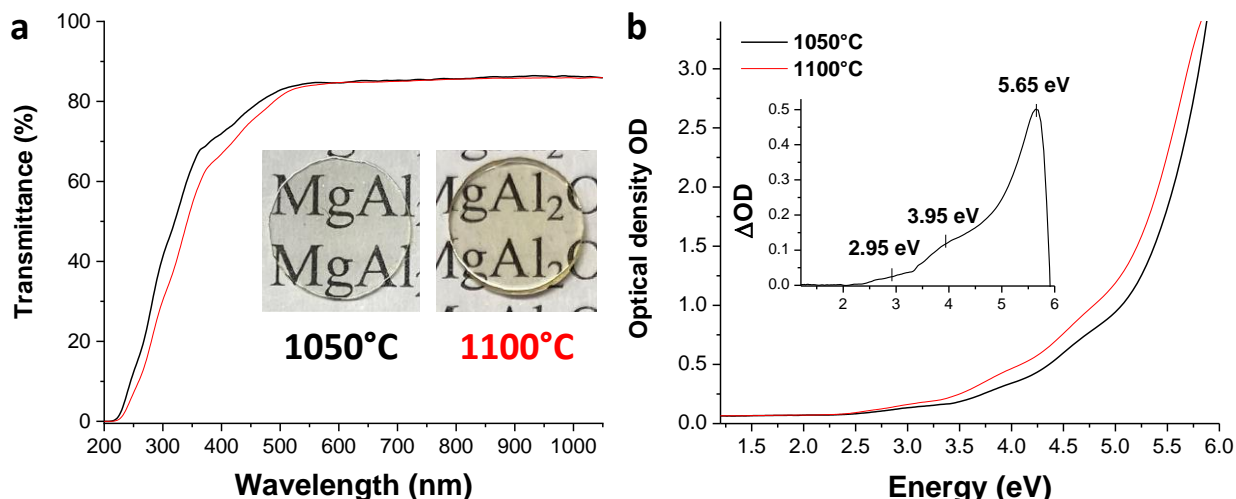 a
100
80
60
40
20
0
Transmittance (%)
200 300 400 500 600 700 800 900 1000
Wavelength (nm)
MgAl
MgAl₂
MgAl
MgAl₂O
MgAl₂O
1050°C
1100°C
b
1050°C
1100°C
3.0
2.5
2.0
1.5
1.0
0.5
0.0
Optical density OD
1.5 2.0 2.5 3.0 3.5 4.0 4.5 5.0 5.5 6.0
Energy (eV)
0.5
0.4
0.3
0.2
0.1
0.0
ΔOD
2 3 4 5 6
2.95 eV
3.95 eV
5.65 eV